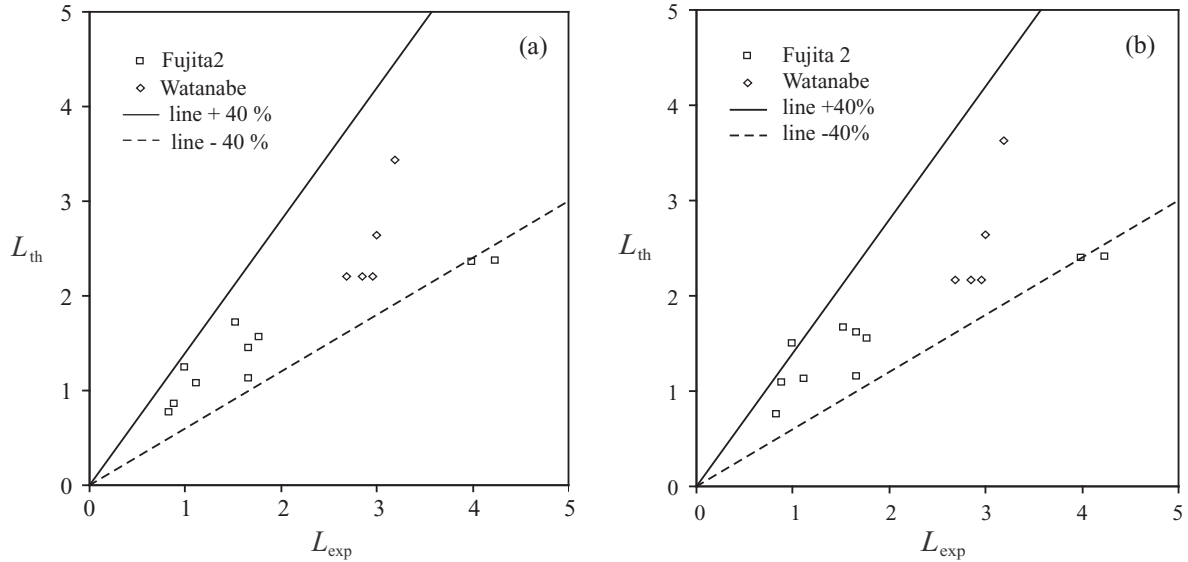 5
4
3
2
1
0
L_th
(a)
Fujita2
Watanabe
line + 40 %
line - 40 %
0 1 2 3 4 5
L_exp
5
4
3
2
1
0
L_th
(b)
Fujita 2
Watanabe
line +40%
line -40%
0 1 2 3 4 5
L_exp